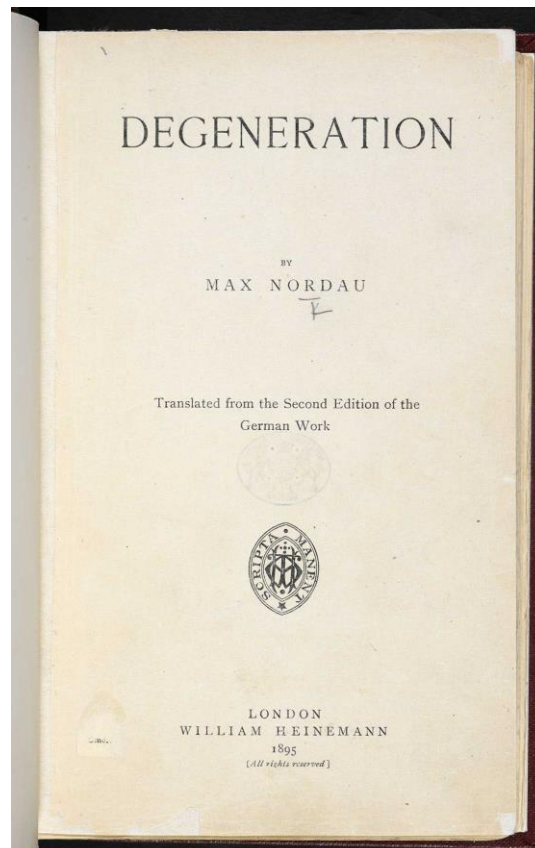 DEGENERATION
BY
MAX NORDAU
K
Translated from the Second Edition of the
German Work
SCRIPTA MANENT
LONDON
WILLIAM HEINEMANN
1895
[All rights reserved]